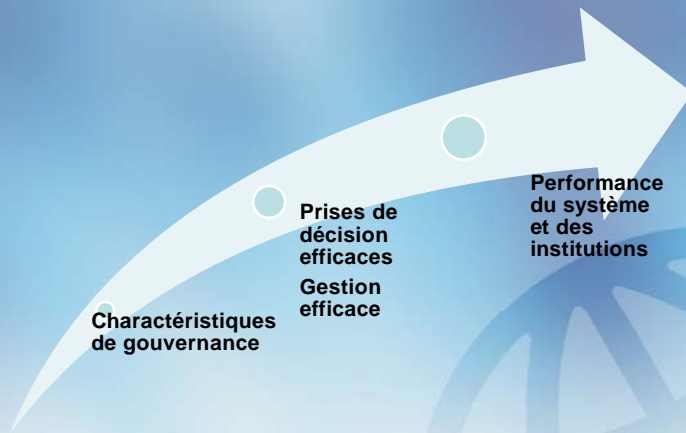 Charactéristiques
de gouvernance
Prises de
décision
efficaces
Gestion
efficace
Performance
du système
et des
institutions